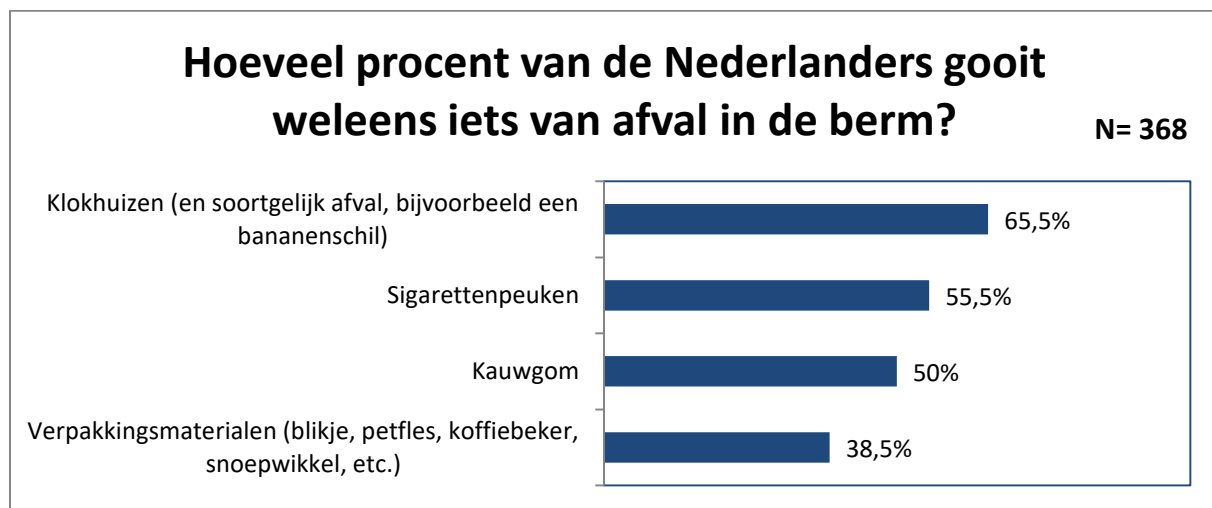 Hoeveel procent van de Nederlanders gooit
weleens iets van afval in de berm?
N= 368
Klokhuizen (en soortgelijk afval, bijvoorbeeld een
bananenschil)
65,5%
Sigarettenpeuken
55,5%
Kauwgom
50%
Verpakkingsmaterialen (blikje, petfles, koffiebeker,
snoepwikkel, etc.)
38,5%